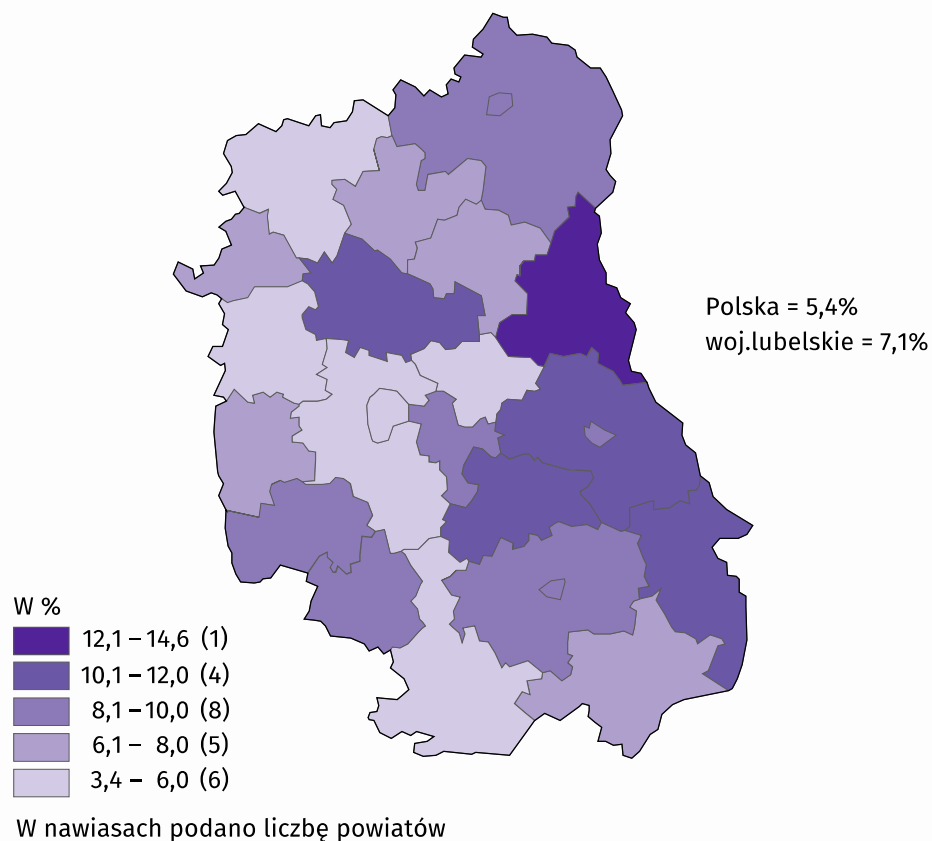 Polska = 5,4%
woj.lubelskie = 7,1%
W %
12,1 – 14,6 (1)
10,1 – 12,0 (4)
8,1 – 10,0 (8)
6,1 – 8,0 (5)
3,4 – 6,0 (6)
W nawiasach podano liczbę powiatów